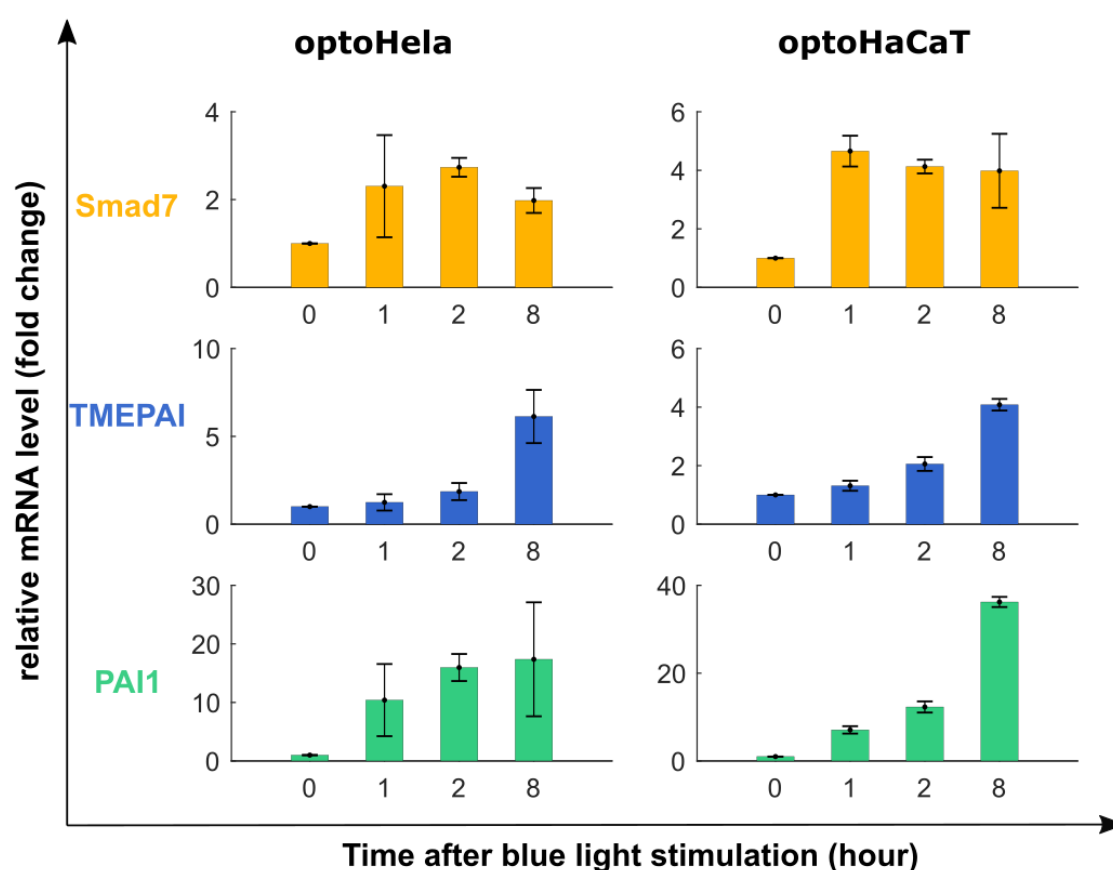 optoHela
optoHaCaT
relative mRNA level (fold change)
Smad7
4
2
0
0 1 2 8
6
4
2
0
0 1 2 8
TMEPAI
10
5
0
0 1 2 8
6
4
2
0
0 1 2 8
PAI1
30
20
10
0
0 1 2 8
40
20
0
0 1 2 8
Time after blue light stimulation (hour)